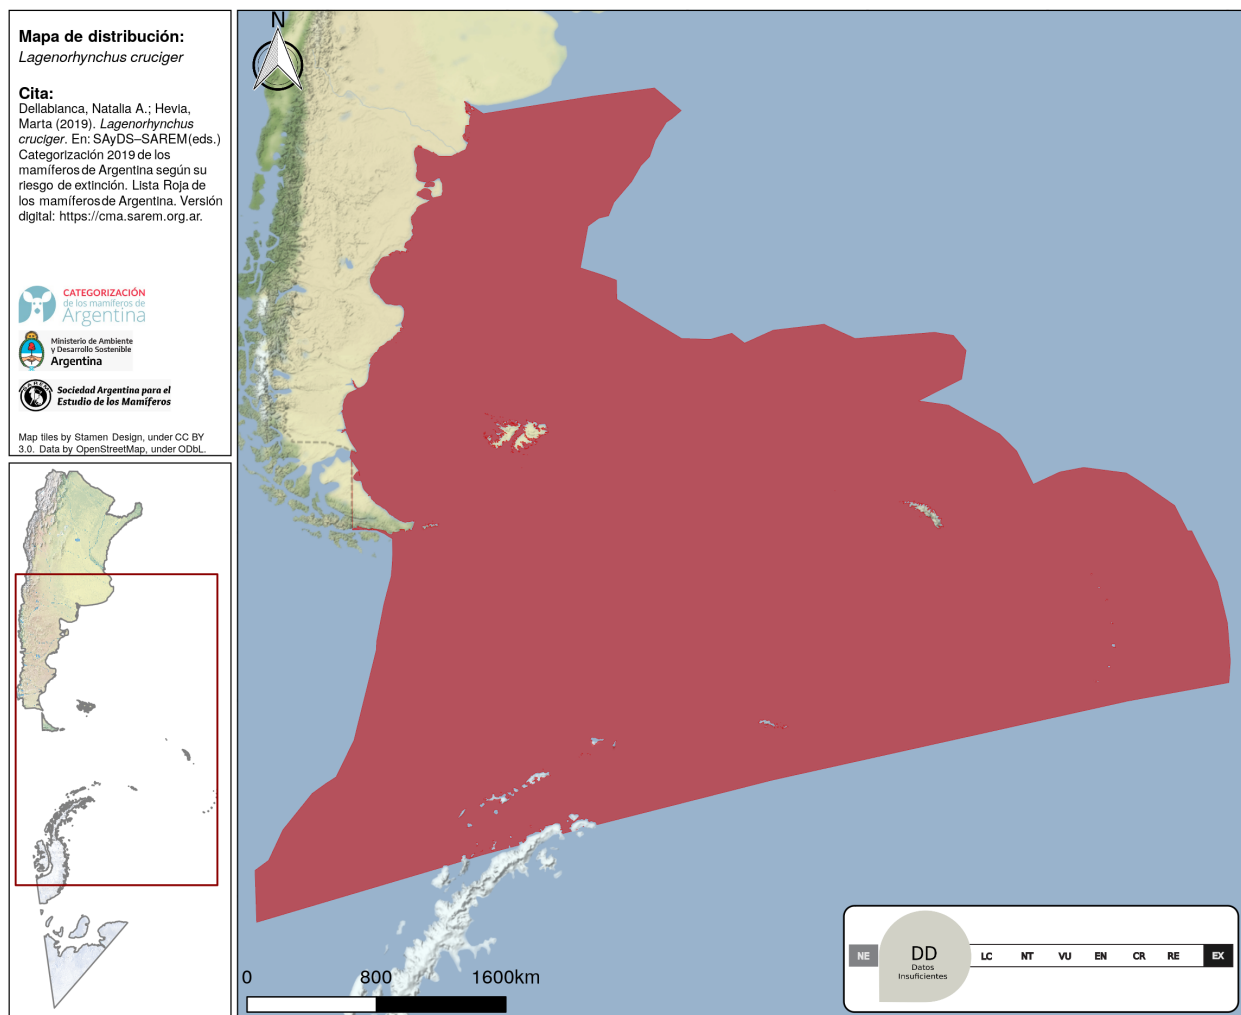 Mapa de distribución:
Lagenorhynchus cruciger
Cita:
Dellabianca, Natalia A.; Hevia,
Marta (2019). Lagenorhynchus
cruciger. En: SAyDS–SAREM (eds.)
Categorización 2019 de los
mamíferos de Argentina según su
riesgo de extinción. Lista Roja de
los mamíferos de Argentina. Versión
digital: https://cma.sarem.org.ar.
CATEGORIZACIÓN
de los mamíferos de
Argentina
Ministerio de Ambiente
y Desarrollo Sostenible
Argentina
SAREM
Sociedad Argentina para el
Estudio de los Mamíferos
Map tiles by Stamen Design, under CC BY
3.0. Data by OpenStreetMap, under ODbL.
N
0 800 1600km
NE DD LC NT VU EN CR RE EX
Datos
Insuficientes